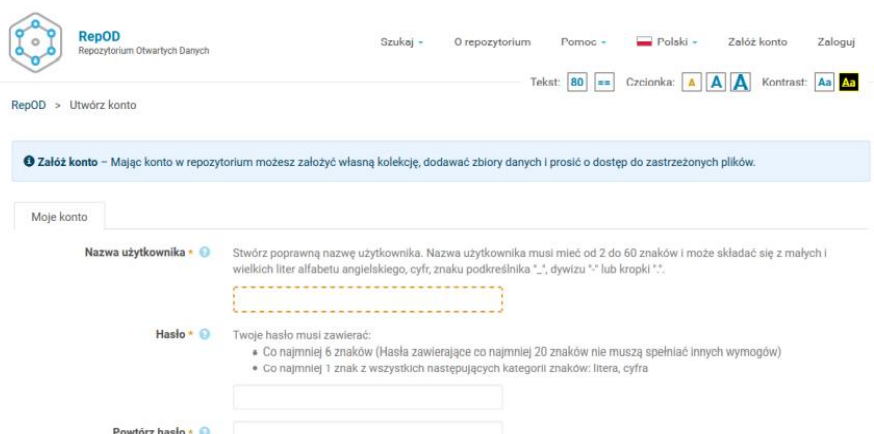 RepOD
Repozytorium Otwartych Danych
Szukaj
O repozytorium
Pomoc
Polski
Załóż konto
Zaloguj
Tekst: 80 ==
Czcionka: A A A
Kontrast: Aa Aa
RepOD > Utwórz konto
Załóż konto – Mając konto w repozytorium możesz założyć własną kolekcję, dodawać zbiory danych i prosić o dostęp do zastrzeżonych plików.
Moje konto
Nazwa użytkownika *
Stwórz poprawną nazwę użytkownika. Nazwa użytkownika musi mieć od 2 do 60 znaków i może składać się z małych i
wielkich liter alfabetu angielskiego, cyfr, znaku podkreślnika "_", dywizu "-" lub kropki ".".
Hasło *
Twoje hasło musi zawierać:
• Co najmniej 6 znaków (Hasła zawierające co najmniej 20 znaków nie muszą spełniać innych wymogów)
• Co najmniej 1 znak z wszystkich następujących kategorii znaków: litera, cyfra
Powtórz hasło *